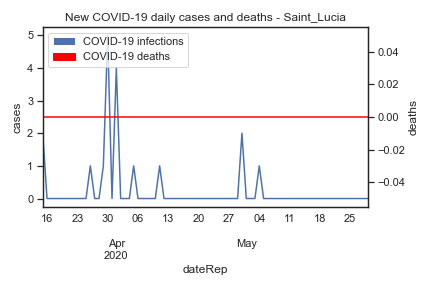 New COVID-19 daily cases and deaths - Saint_Lucia
COVID-19 infections
COVID-19 deaths
5
4
3
2
1
0
cases
0.04
0.02
0.00
−0.02
−0.04
deaths
16 23 30 06 13 20 27 04 11 18 25
Apr May
2020
dateRep